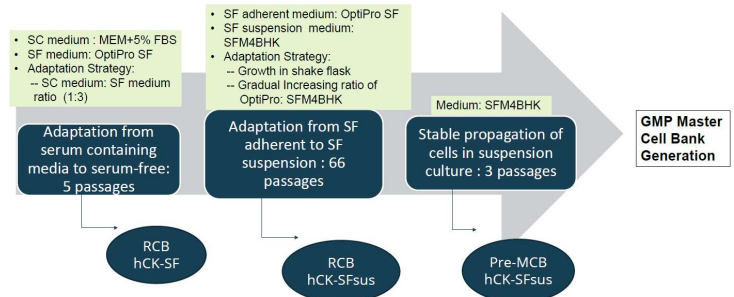 • SC medium : MEM+5% FBS
• SF medium: OptiPro SF
• Adaptation Strategy:
-- SC medium: SF medium
ratio (1:3)
Adaptation from
serum containing
media to serum-free:
5 passages
RCB
hCK-SF
• SF adherent medium: OptiPro SF
• SF suspension medium:
SFM4BHK
• Adaptation Strategy:
-- Growth in shake flask
-- Gradual Increasing ratio of
OptiPro: SFM4BHK
Adaptation from SF
adherent to SF
suspension : 66
passages
RCB
hCK-SFsus
Medium: SFM4BHK
Stable propagation of
cells in suspension
culture : 3 passages
Pre-MCB
hCK-SFsus
GMP Master
Cell Bank
Generation